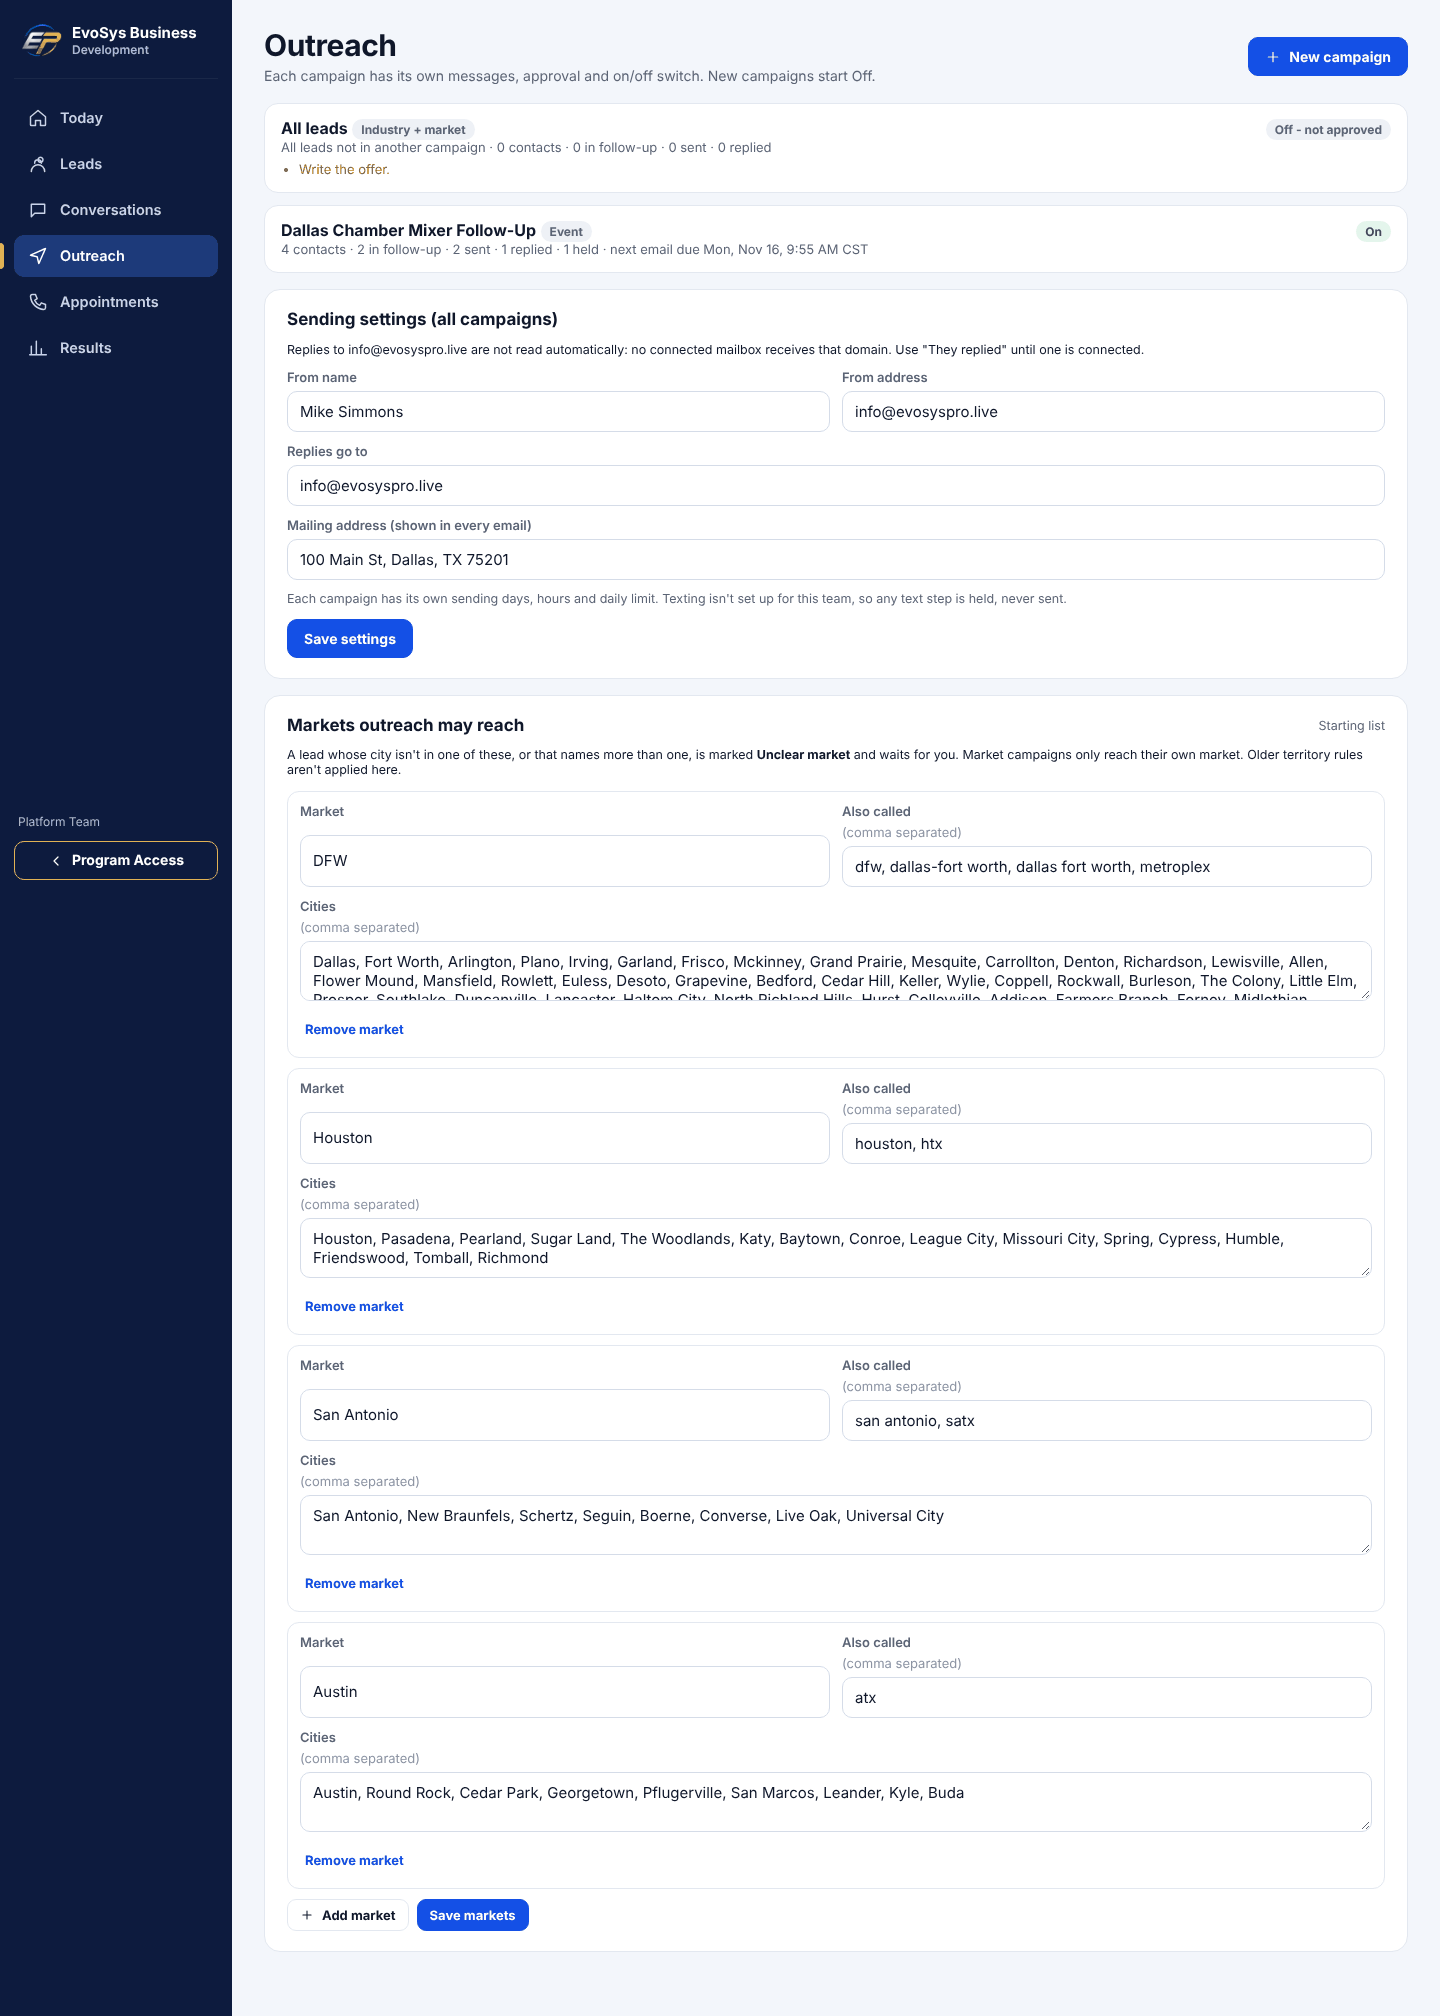 EvoSys Business
Development
Today
Leads
Conversations
Outreach
Appointments
Results
Platform Team
Program Access
Outreach
Each campaign has its own messages, approval and on/off switch. New campaigns start Off.
New campaign
All leads Industry + market
Off - not approved
All leads not in another campaign · 0 contacts · 0 in follow-up · 0 sent · 0 replied
• Write the offer.
Dallas Chamber Mixer Follow-Up Event
On
4 contacts · 2 in follow-up · 2 sent · 1 replied · 1 held · next email due Mon, Nov 16, 9:55 AM CST
Sending settings (all campaigns)
Replies to info@evosyspro.live are not read automatically: no connected mailbox receives that domain. Use "They replied" until one is connected.
From name
From address
Mike Simmons
info@evosyspro.live
Replies go to
info@evosyspro.live
Mailing address (shown in every email)
100 Main St, Dallas, TX 75201
Each campaign has its own sending days, hours and daily limit. Texting isn't set up for this team, so any text step is held, never sent.
Save settings
Markets outreach may reach
Starting list
A lead whose city isn't in one of these, or that names more than one, is marked Unclear market and waits for you. Market campaigns only reach their own market. Older territory rules
aren't applied here.
Market
Also called
(comma separated)
DFW
dfw, dallas-fort worth, dallas fort worth, metroplex
Cities
(comma separated)
Dallas, Fort Worth, Arlington, Plano, Irving, Garland, Frisco, Mckinney, Grand Prairie, Mesquite, Carrollton, Denton, Richardson, Lewisville, Allen,
Flower Mound, Mansfield, Rowlett, Euless, Desoto, Grapevine, Bedford, Cedar Hill, Keller, Wylie, Coppell, Rockwall, Burleson, The Colony, Little Elm,
Prosper, Southlake, Duncanville, Lancaster, Haltom City, North Richland Hills, Hurst, Colleyville, Addison, Farmers Branch, Forney, Midlothian,
Remove market
Market
Also called
(comma separated)
Houston
houston, htx
Cities
(comma separated)
Houston, Pasadena, Pearland, Sugar Land, The Woodlands, Katy, Baytown, Conroe, League City, Missouri City, Spring, Cypress, Humble,
Friendswood, Tomball, Richmond
Remove market
Market
Also called
(comma separated)
San Antonio
san antonio, satx
Cities
(comma separated)
San Antonio, New Braunfels, Schertz, Seguin, Boerne, Converse, Live Oak, Universal City
Remove market
Market
Also called
(comma separated)
Austin
atx
Cities
(comma separated)
Austin, Round Rock, Cedar Park, Georgetown, Pflugerville, San Marcos, Leander, Kyle, Buda
Remove market
Add market
Save markets